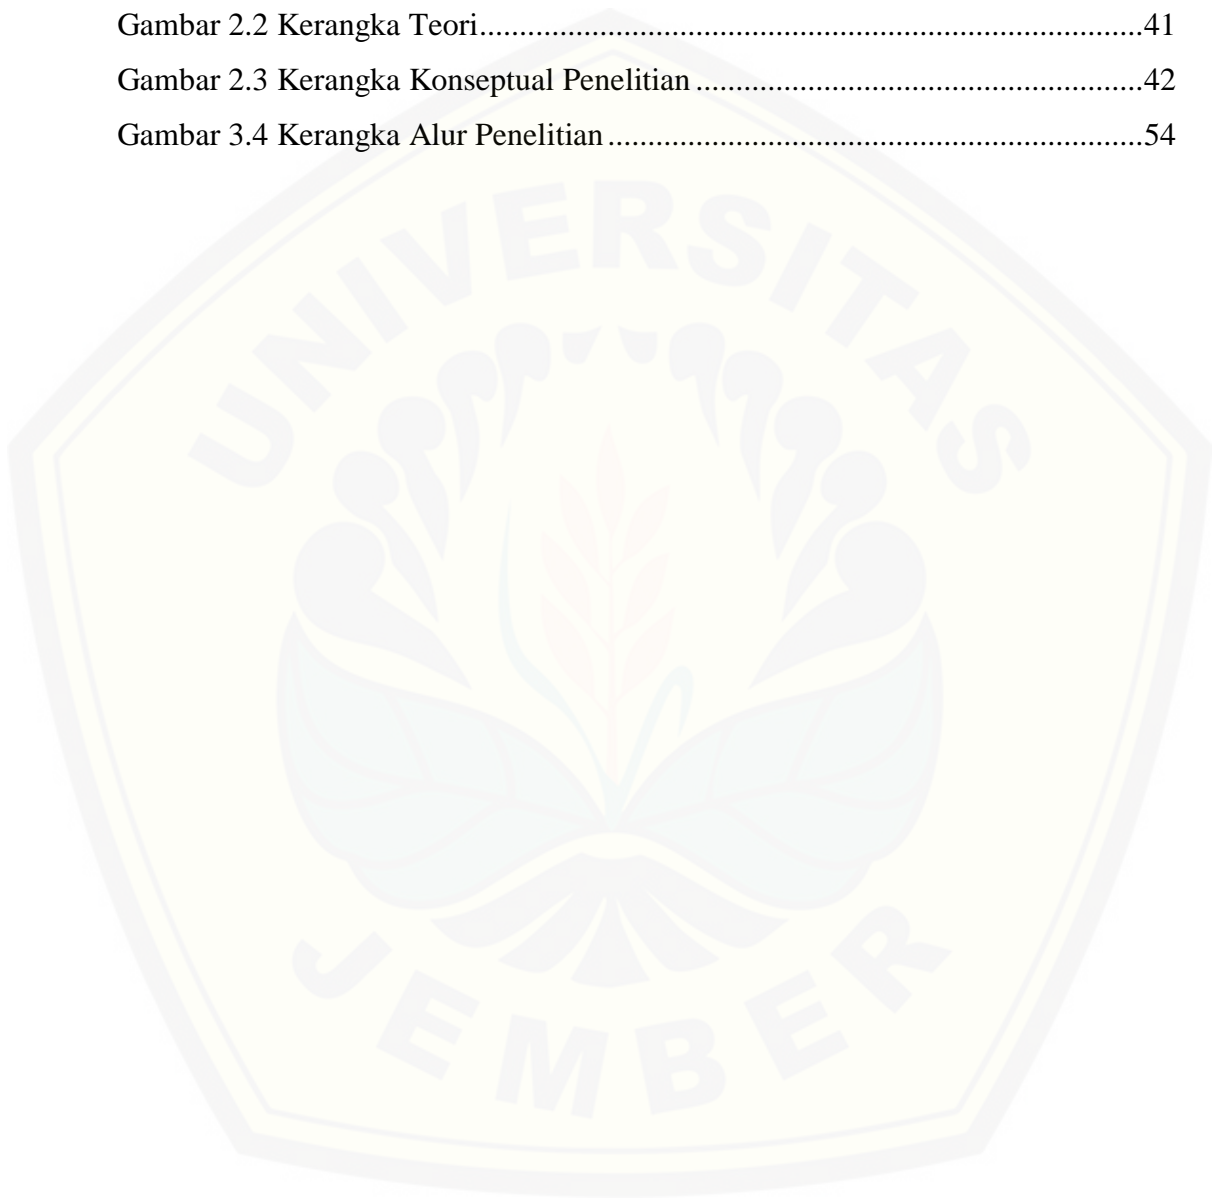 Gambar 2.2 Kerangka Teori....................................................................................41
Gambar 2.3 Kerangka Konseptual Penelitian .........................................................42
Gambar 3.4 Kerangka Alur Penelitian ....................................................................54
UNIVERSITAS
JEMBER